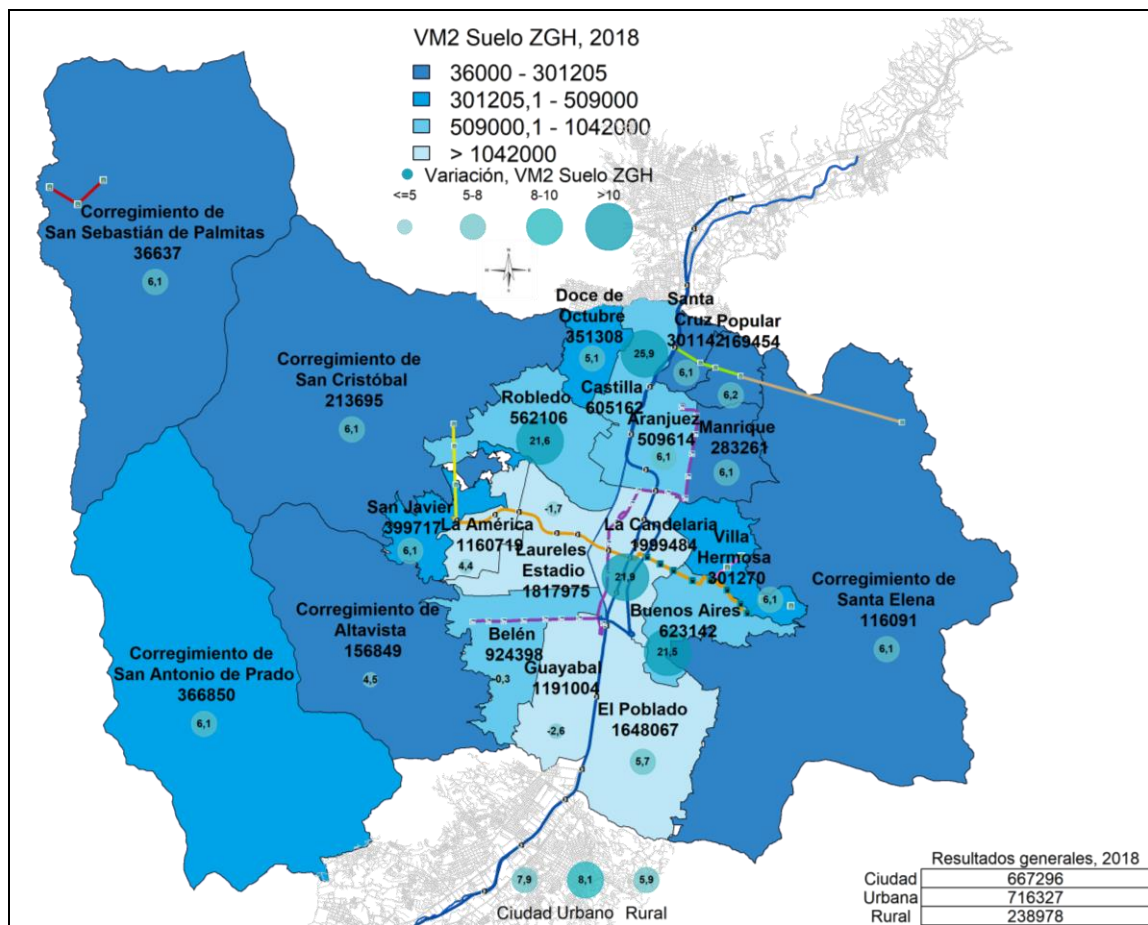 VM2 Suelo ZGH, 2018
36000 - 301205
301205,1 - 509000
509000,1 - 1042000
> 1042000
Variación, VM2 Suelo ZGH
<=5 5-8 8-10 >10
Corregimiento de
San Sebastián de Palmitas
36637
6,1
Corregimiento de
San Cristóbal
213695
6,1
Doce de
Octubre
351308
5,1
Castilla
605162
25,9
Santa
Cruz
301142
6,1
Popular
169454
6,2
Robledo
562106
21,6
Aranjuez
509614
6,1
Manrique
283261
6,1
San Javier
399717
6,1
La América
1160719
4,4
-1,7
Laureles
Estadio
1817975
La Candelaria
1999484
21,9
Villa
Hermosa
301270
6,1
Buenos Aires
623142
21,5
Corregimiento de
Santa Elena
116091
6,1
Corregimiento de
Altavista
156849
4,5
Corregimiento de
San Antonio de Prado
366850
6,1
Belén
924398
-0,3
Guayabal
1191004
-2,6
El Poblado
1648067
5,7
7,9 8,1 5,9
Ciudad Urbano Rural
Resultados generales, 2018
Ciudad 667296
Urbana 716327
Rural 238978